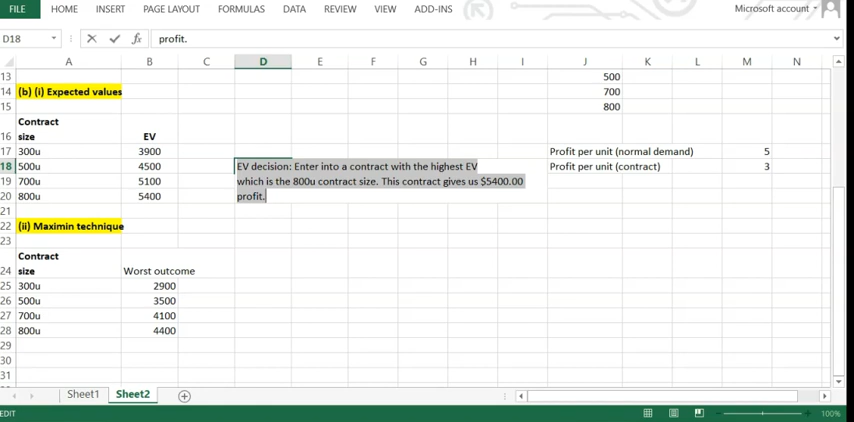 FILE HOME INSERT PAGE LAYOUT FORMULAS DATA REVIEW VIEW ADD-INS Microsoft account
D18 fx profit.
A B C D E F G H I J K L M N
13 500
14 (b) (i) Expected values 700
15 800
Contract
16 size EV
17 300u 3900 Profit per unit (normal demand) 5
18 500u 4500 EV decision: Enter into a contract with the highest EV Profit per unit (contract) 3
19 700u 5100 which is the 800u contract size. This contract gives us $5400.00
20 800u 5400 profit.
21
22 (ii) Maximin technique
23
Contract
24 size Worst outcome
25 300u 2900
26 500u 3500
27 700u 4100
28 800u 4400
29
30
31
Sheet1 Sheet2
EDIT 100%